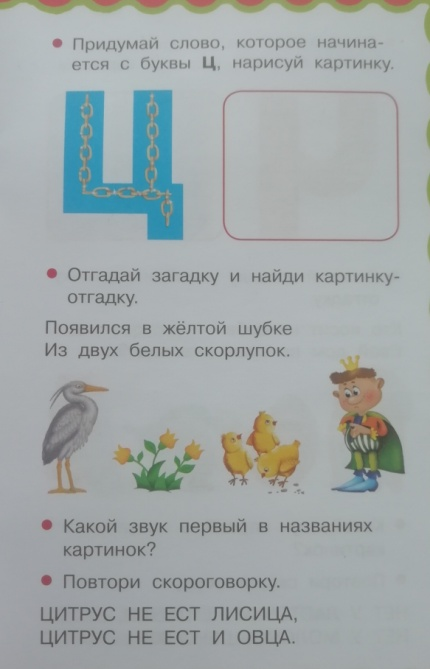 Придумай слово, которое начина-
ется с буквы Ц, нарисуй картинку.
Ц
Отгадай загадку и найди картинку-
отгадку.
Появился в жёлтой шубке
Из двух белых скорлупок.
Какой звук первый в названиях
картинок?
Повтори скороговорку.
ЦИТРУС НЕ ЕСТ ЛИСИЦА,
ЦИТРУС НЕ ЕСТ И ОВЦА.